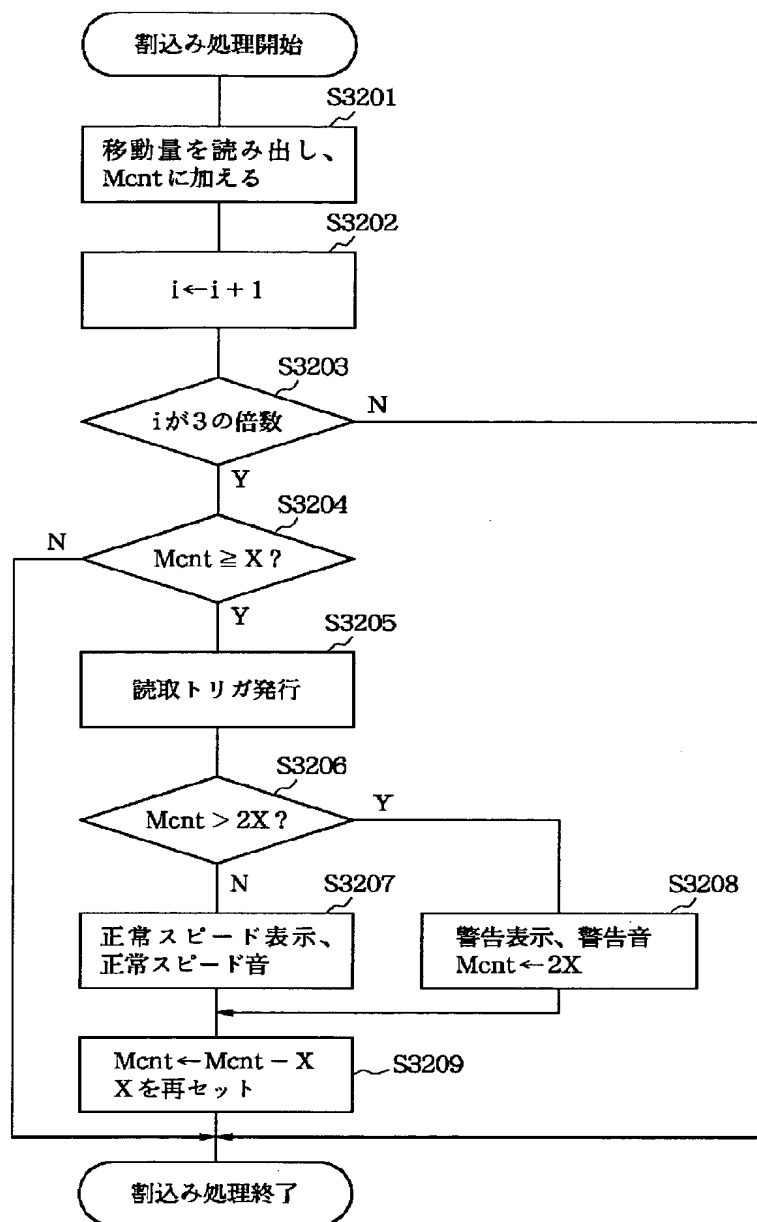 割込み処理開始
S3201
移動量を読み出し、
Mcntに加える
S3202
i←i+1
S3203
iが3の倍数
N
Y
S3204
N
Mcnt≧X?
Y
S3205
読取トリガ発行
S3206
Mcnt>2X?
Y
N
S3207
正常スピード表示、
正常スピード音
S3208
警告表示、警告音
Mcnt←2X
Mcnt←Mcnt-X
Xを再セット
S3209
割込み処理終了